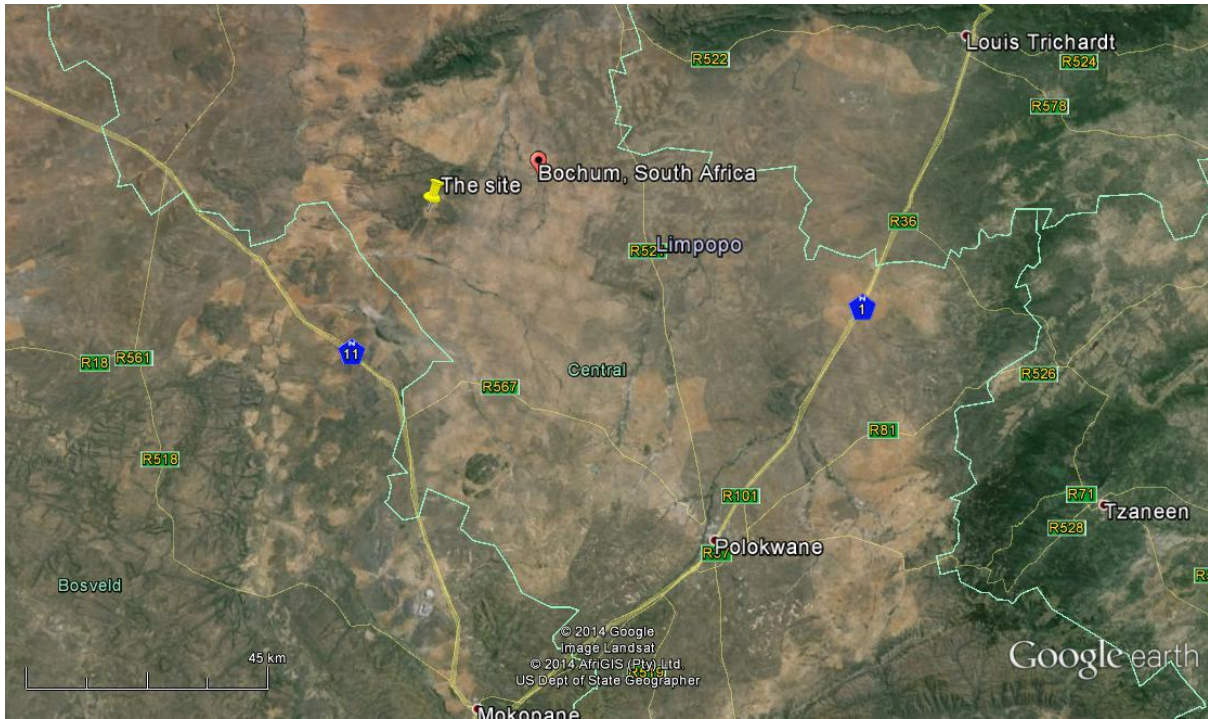 Louis Trichardt
R522
R524
R578
Bochum, South Africa
The site
R36
Limpopo
N
1
N
11
R18
R561
Central
R567
R526
R81
R518
R101
R71
Tzaneen
R528
Polokwane
Bosveld
© 2014 Google
Image Landsat
© 2014 AfriGIS (Pty) Ltd.
US Dept of State Geographer
45 km
Google earth
Mokopane